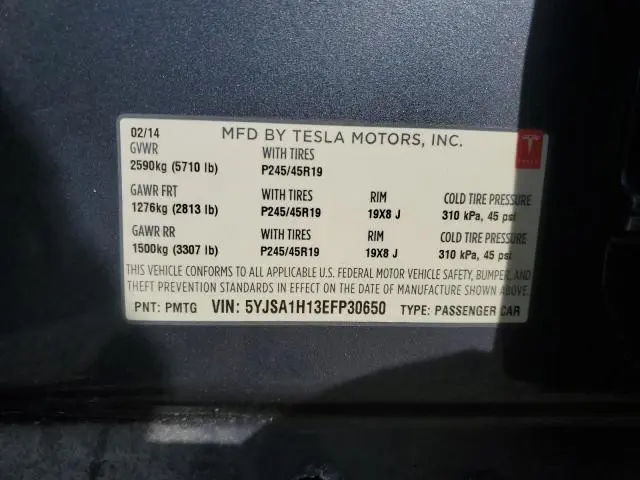 02/14 MFD BY TESLA MOTORS, INC.
GVWR WITH TIRES
2590kg (5710 lb) P245/45R19
GAWR FRT WITH TIRES RIM COLD TIRE PRESSURE
1276kg (2813 lb) P245/45R19 19X8 J 310 kPa, 45 psi
GAWR RR WITH TIRES RIM COLD TIRE PRESSURE
1500kg (3307 lb) P245/45R19 19X8 J 310 kPa, 45 psi
THIS VEHICLE CONFORMS TO ALL APPLICABLE U.S. FEDERAL MOTOR VEHICLE SAFETY, BUMPER, AND
THEFT PREVENTION STANDARDS IN EFFECT ON THE DATE OF MANUFACTURE SHOWN ABOVE.
PNT: PMTG VIN: 5YJSA1H13EFP30650 TYPE: PASSENGER CAR
TESLA